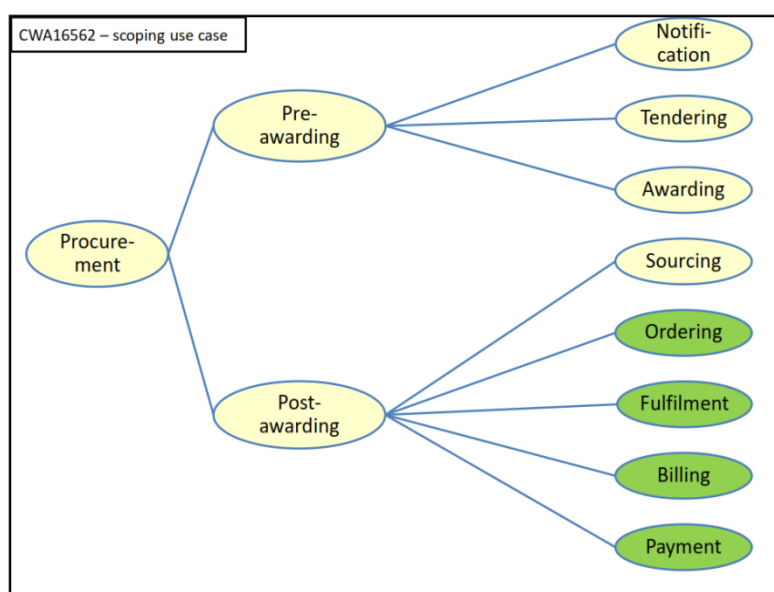 CWA16562 – scoping use case
Notifi-
cation
Pre-
awarding
Tendering
Awarding
Procure-
ment
Sourcing
Ordering
Post-
awarding
Fulfilment
Billing
Payment